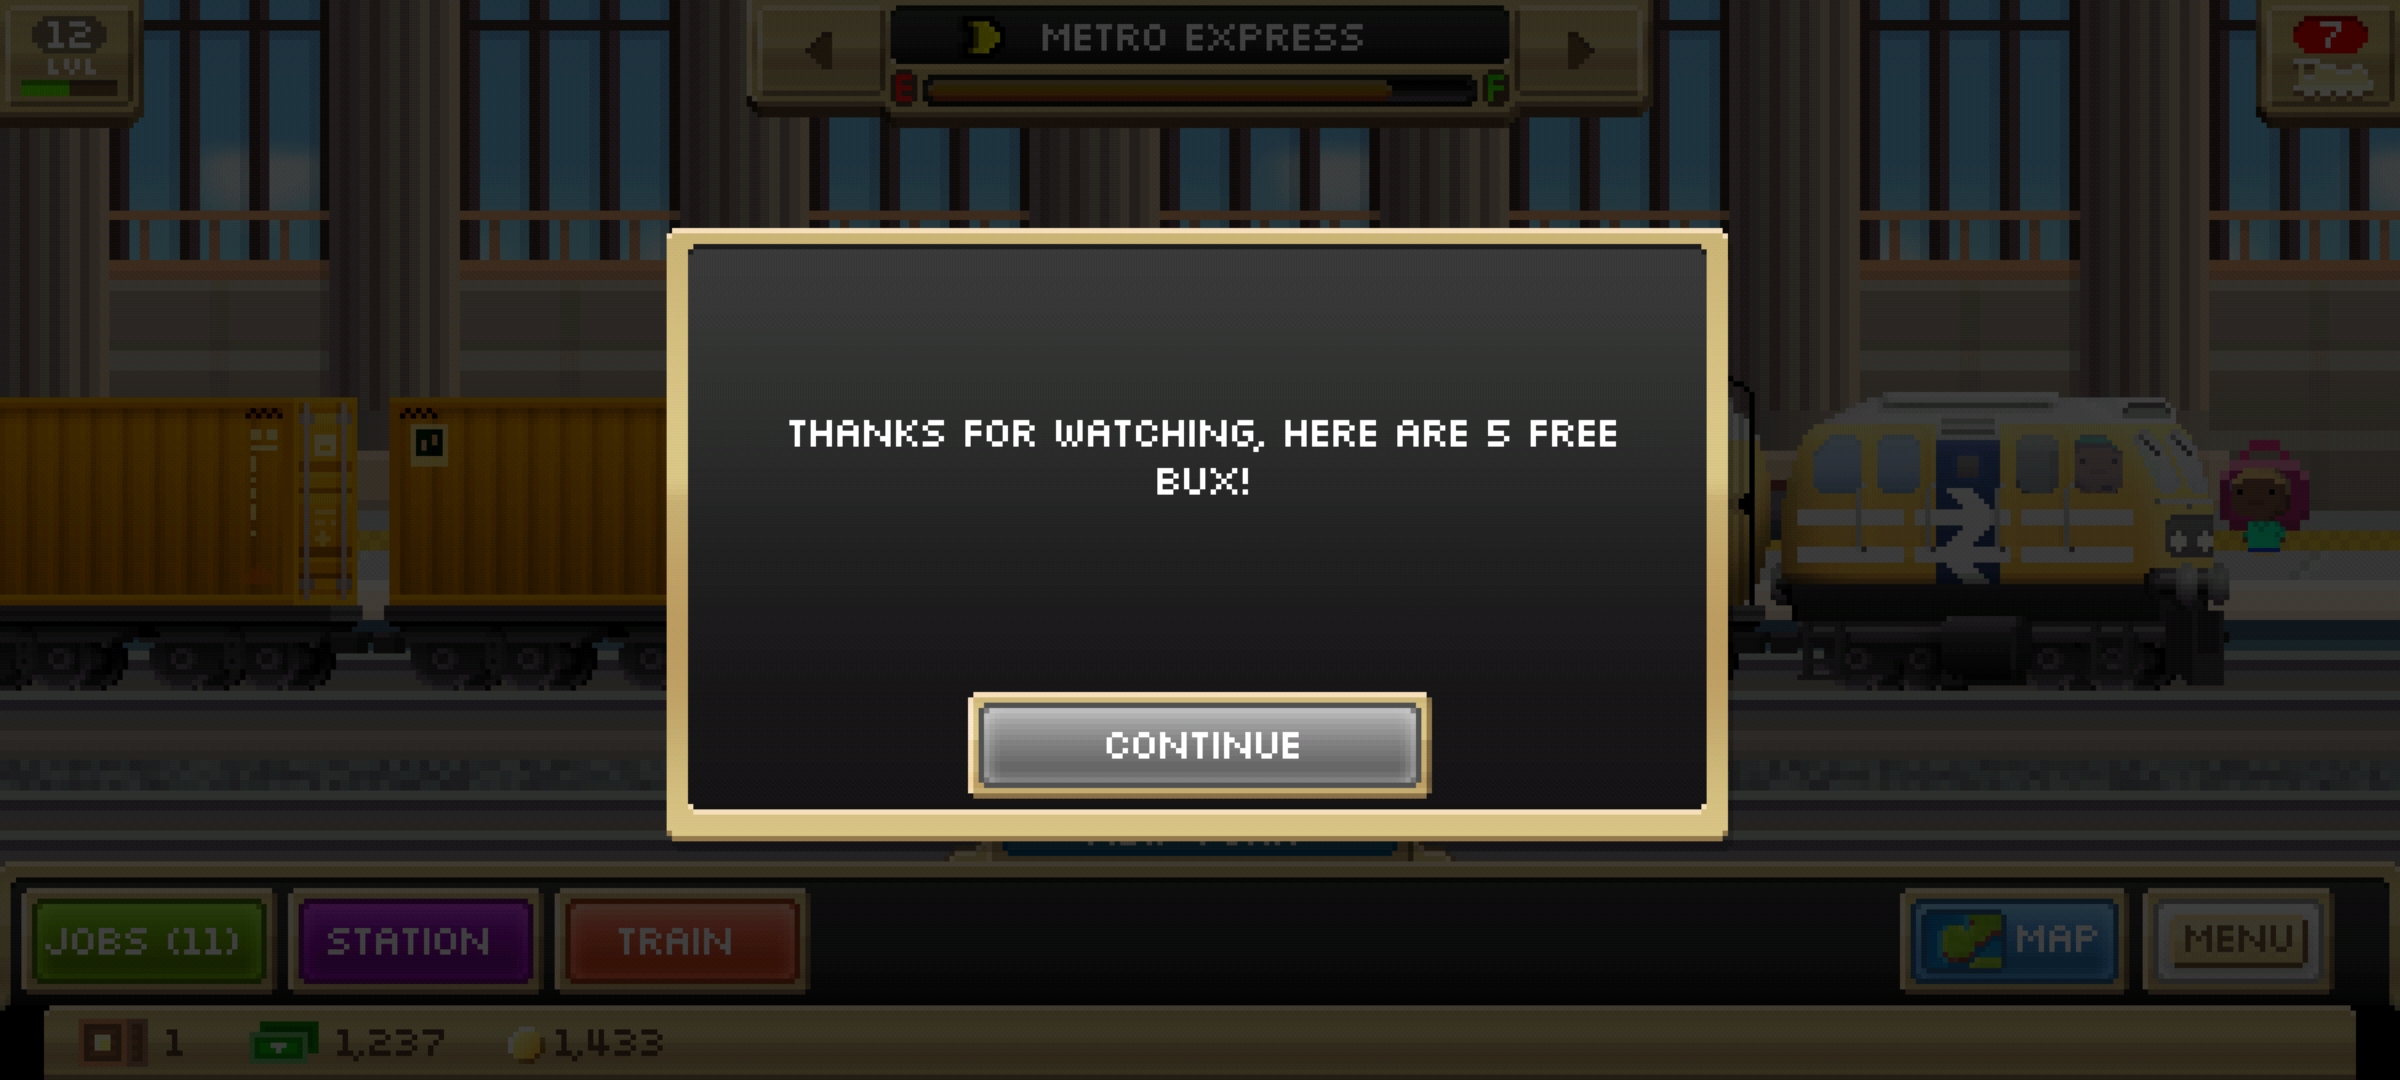 12
LVL
METRO EXPRESS
E
F
7
THANKS FOR WATCHING, HERE ARE 5 FREE
BUX!
CONTINUE
JOBS (11)
STATION
TRAIN
MAP
MENU
1
1,237
1,433